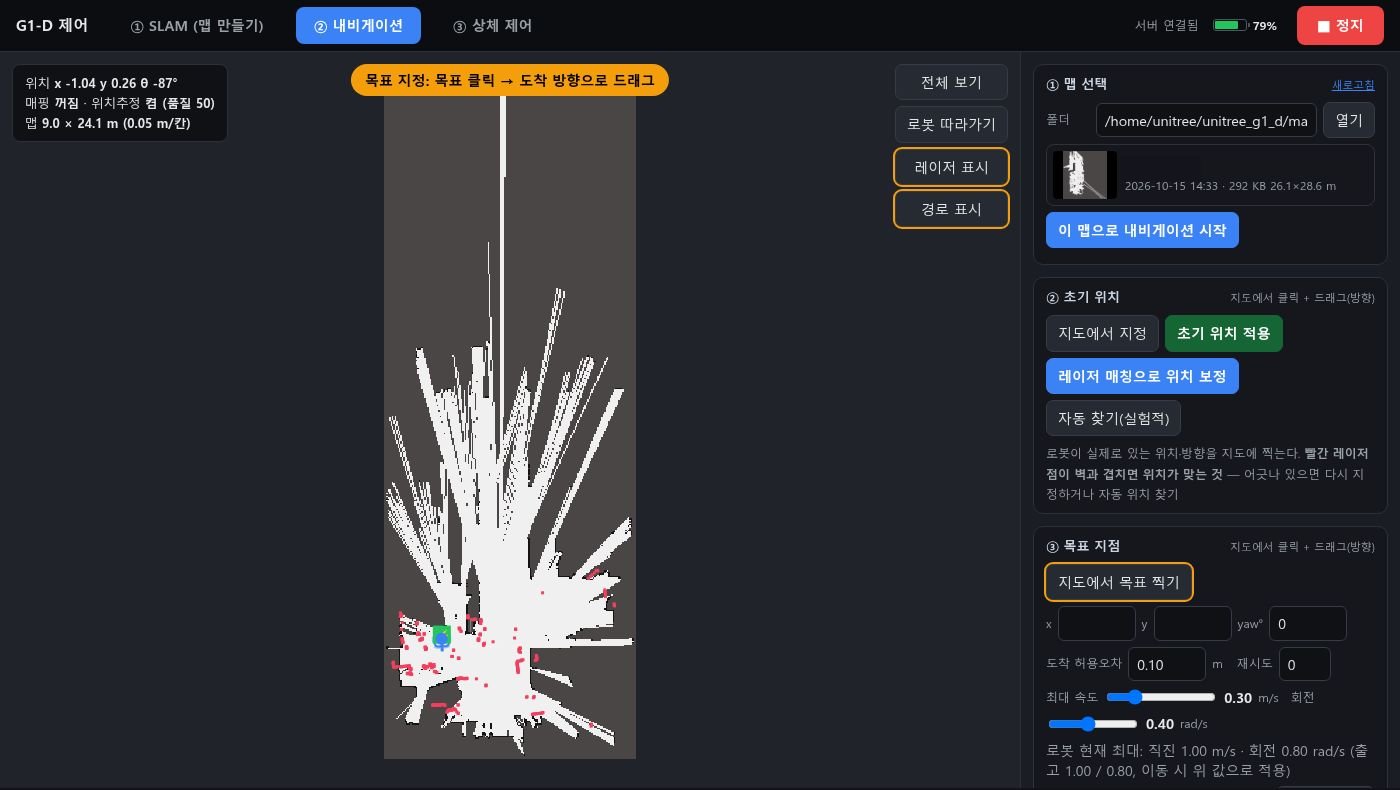 G1-D 제어
① SLAM (맵 만들기)
② 내비게이션
③ 상체 제어
서버 연결됨
79%
■ 정지
위치 x -1.04 y 0.26 θ -87°
매핑 꺼짐 · 위치추정 켬 (품질 50)
맵 9.0 × 24.1 m (0.05 m/칸)
목표 지정: 목표 클릭 → 도착 방향으로 드래그
전체 보기
로봇 따라가기
레이저 표시
경로 표시
① 맵 선택
새로고침
폴더 /home/unitree/unitree_g1_d/ma 열기
2026-10-15 14:33 · 292 KB 26.1×28.6 m
이 맵으로 내비게이션 시작
② 초기 위치
지도에서 클릭 + 드래그(방향)
지도에서 지정
초기 위치 적용
레이저 매칭으로 위치 보정
자동 찾기(실험적)
로봇이 실제로 있는 위치·방향을 지도에 찍는다. 빨간 레이저
점이 벽과 겹치면 위치가 맞는 것 — 어긋나 있으면 다시 지
정하거나 자동 위치 찾기
③ 목표 지점
지도에서 클릭 + 드래그(방향)
지도에서 목표 찍기
x y yaw° 0
도착 허용오차 0.10 m 재시도 0
최대 속도 0.30 m/s 회전
0.40 rad/s
로봇 현재 최대: 직진 1.00 m/s · 회전 0.80 rad/s (출
고 1.00 / 0.80, 이동 시 위 값으로 적용)